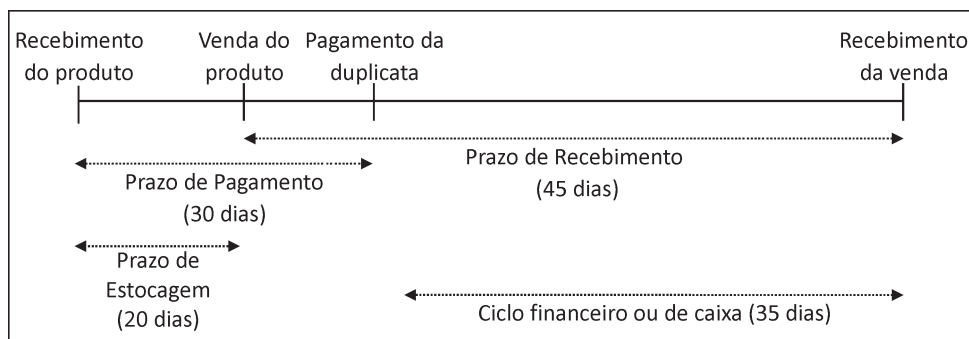 Recebimento
do produto
Venda do
produto
Pagamento da
duplicata
Recebimento
da venda
Prazo de Recebimento
(45 dias)
Prazo de Pagamento
(30 dias)
Prazo de
Estocagem
(20 dias)
Ciclo financeiro ou de caixa (35 dias)